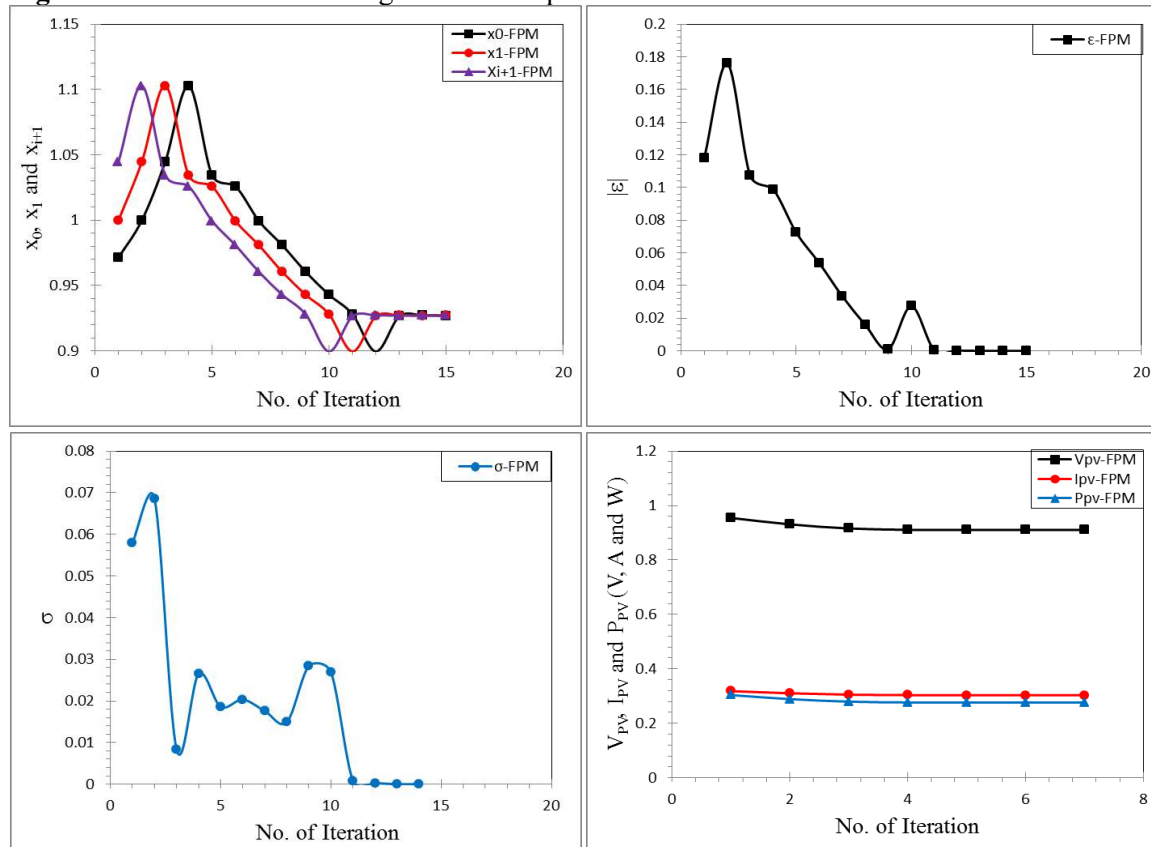 1.15
1.1
1.05
1
0.95
0.9
x₀, x₁ and xᵢ₊₁
x0-FPM
x1-FPM
Xi+1-FPM
0 5 10 15 20
No. of Iteration
0.2
0.18
0.16
0.14
0.12
0.1
0.08
0.06
0.04
0.02
0
|ε|
ε-FPM
0 5 10 15 20
No. of Iteration
0.08
0.07
0.06
0.05
0.04
0.03
0.02
0.01
0
σ
σ-FPM
0 5 10 15 20
No. of Iteration
1.2
1
0.8
0.6
0.4
0.2
0
V_PV, I_PV and P_PV (V, A and W)
Vpv-FPM
Ipv-FPM
Ppv-FPM
0 2 4 6 8
No. of Iteration